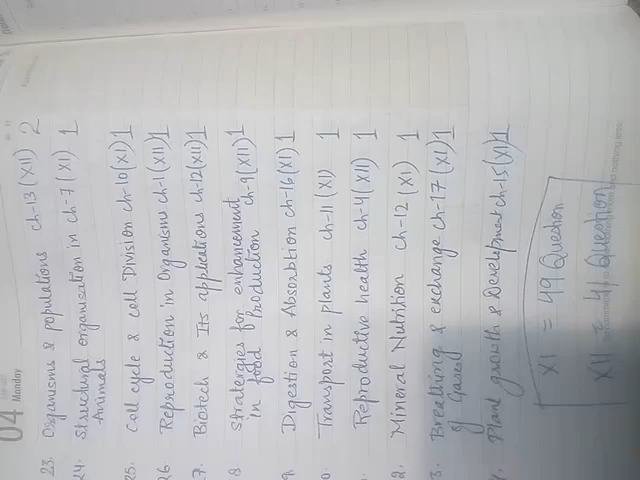 04 Monday
23. Organisms & populations ch-13 (XII) 2
24. Structural organisation in ch-7 (XI) 1
Animals
25. Cell cycle & cell Division ch-10 (XI) 1
26 Reproduction in Organisms ch-1 (XII) 1
7. Biotech & Its applications ch-12 (XII) 1
8 Stratergies for enhancement ch-9 (XII) 1
in food Production
9. Digestion & Absorbtion ch-16 (XI) 1
0. Transport in plants ch-11 (XI) 1
Reproductive health ch-4 (XII) 1
2. Mineral Nutrition ch-12 (XI) 1
3. Breathing & exchange ch-17 (XI) 1
of Gases
Plant growth & Development ch-15 (XI) 1
XI = 49 Question
XII = 41 Question